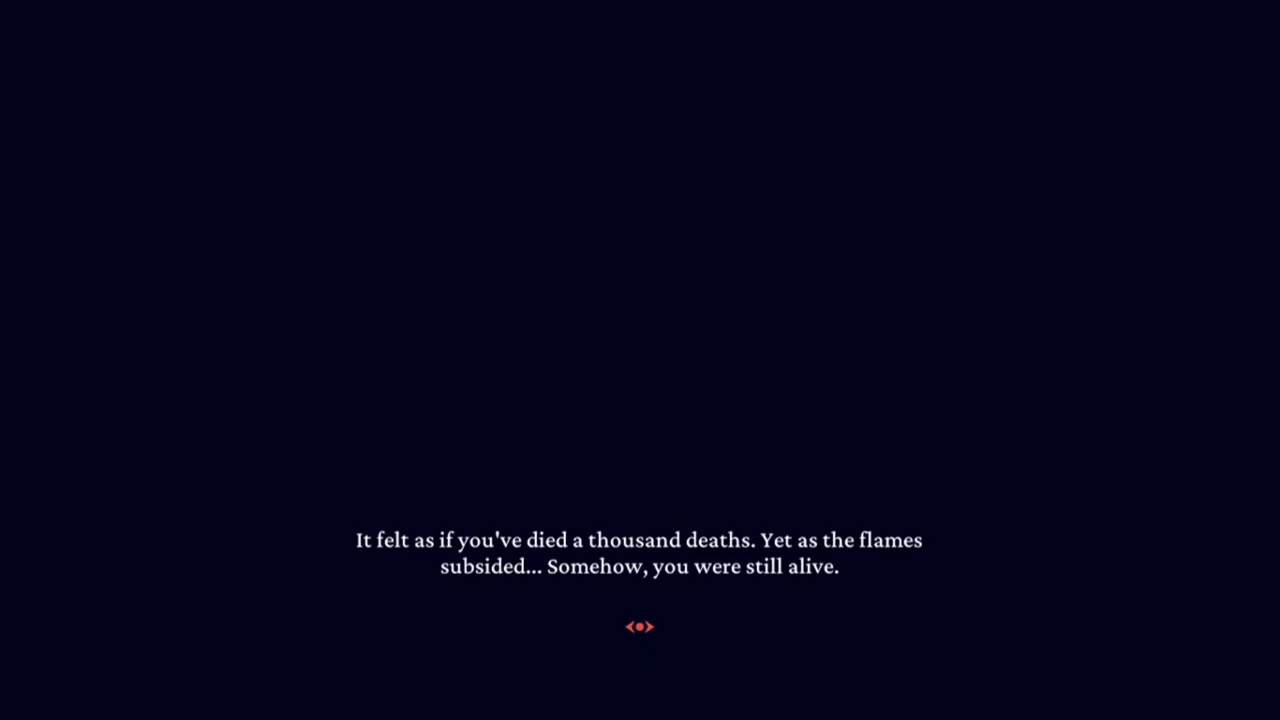 It felt as if you've died a thousand deaths. Yet as the flames
subsided... Somehow, you were still alive.